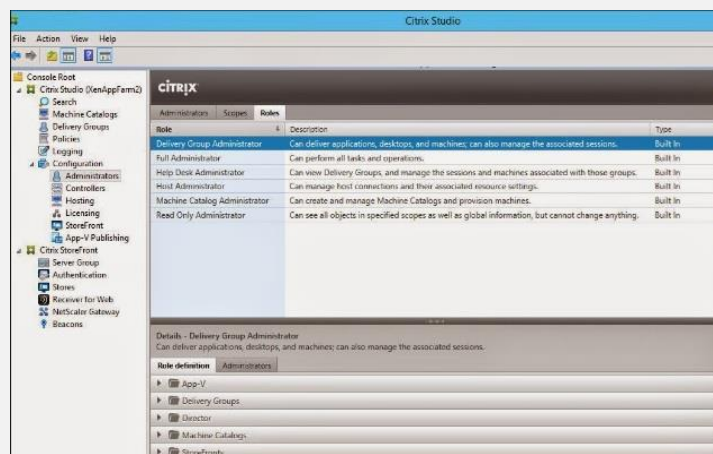 Citrix Studio
File Action View Help
Console Root
Citrix Studio (XenAppFarm2)
Search
Machine Catalogs
Delivery Groups
Policies
Logging
Configuration
Administrators
Controllers
Hosting
Licensing
StoreFront
App-V Publishing
Citrix StoreFront
Server Group
Authentication
Stores
Receiver for Web
NetScaler Gateway
Beacons
CITRIX
Administrators Scopes Roles
Role Description Type
Delivery Group Administrator Can deliver applications, desktops, and machines; can also manage the associated sessions. Built In
Full Administrator Can perform all tasks and operations. Built In
Help Desk Administrator Can view Delivery Groups, and manage the sessions and machines associated with those groups. Built In
Host Administrator Can manage host connections and their associated resource settings. Built In
Machine Catalog Administrator Can create and manage Machine Catalogs and provision machines. Built In
Read Only Administrator Can see all objects in specified scopes as well as global information, but cannot change anything. Built In
Details - Delivery Group Administrator
Can deliver applications, desktops, and machines; can also manage the associated sessions.
Role definition Administrators
App-V
Delivery Groups
Director
Machine Catalogs
StoreFronts